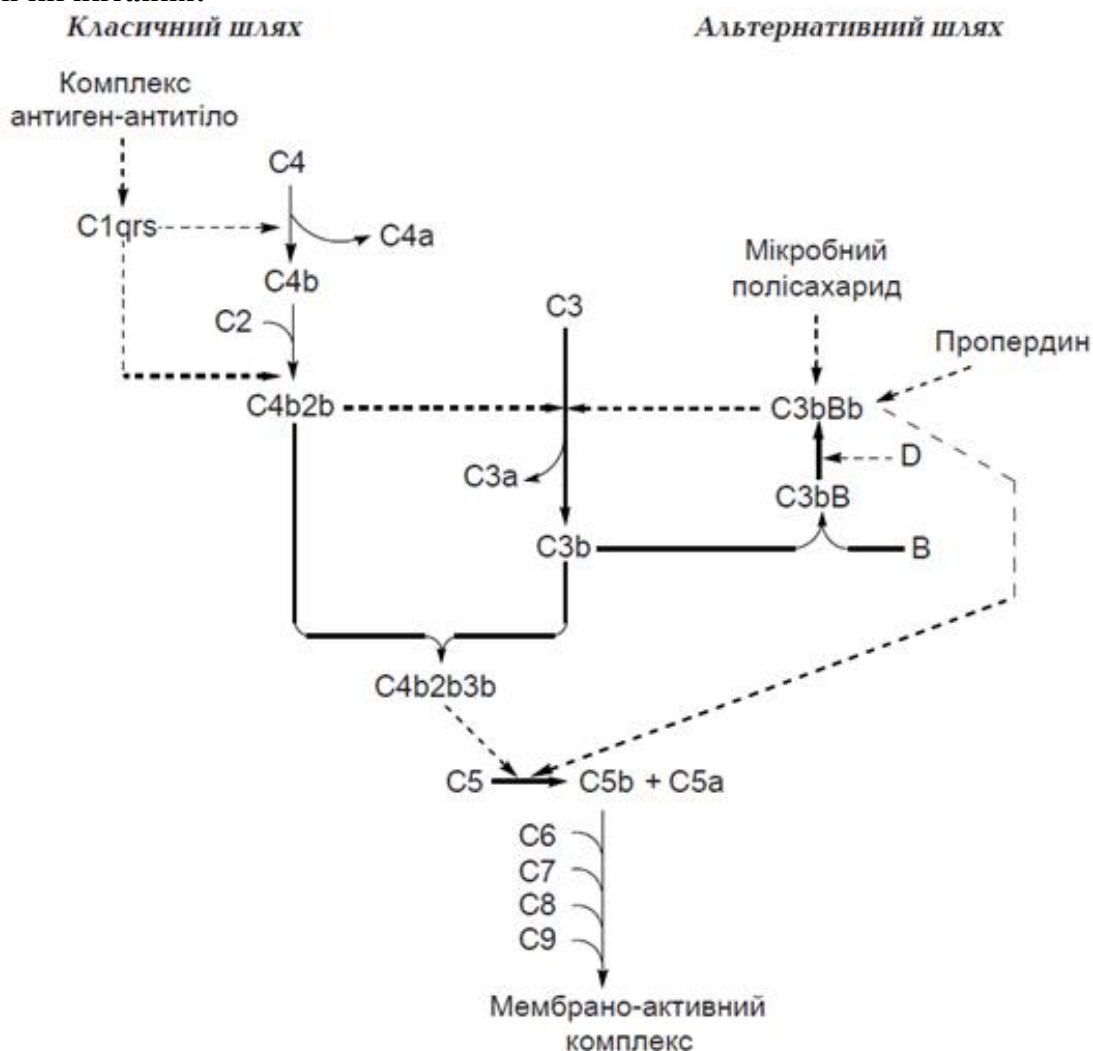 Класичний шлях
Альтернативний шлях
Комплекс
антиген-антитіло
C4
C1qrs
C4a
C4b
C2
C4b2b
C3
C3a
C3b
Мікробний
полісахарид
Пропердин
C3bBb
D
C3bB
B
C4b2b3b
C5
C5b + C5a
C6
C7
C8
C9
Мембрано-активний
комплекс